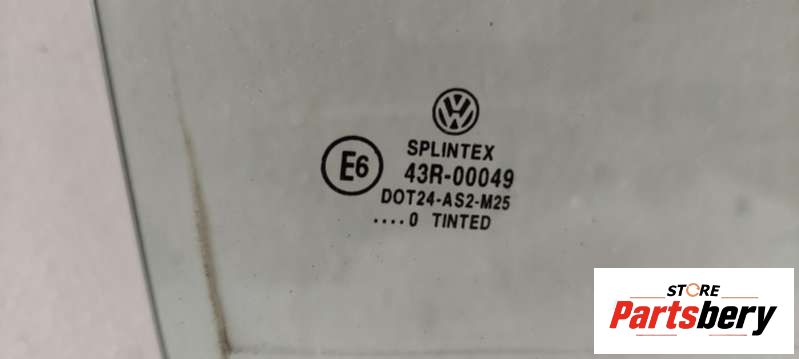 SPLINTEX
E6
43R-00049
DOT24-AS2-M25
....0 TINTED
STORE
Partsbery